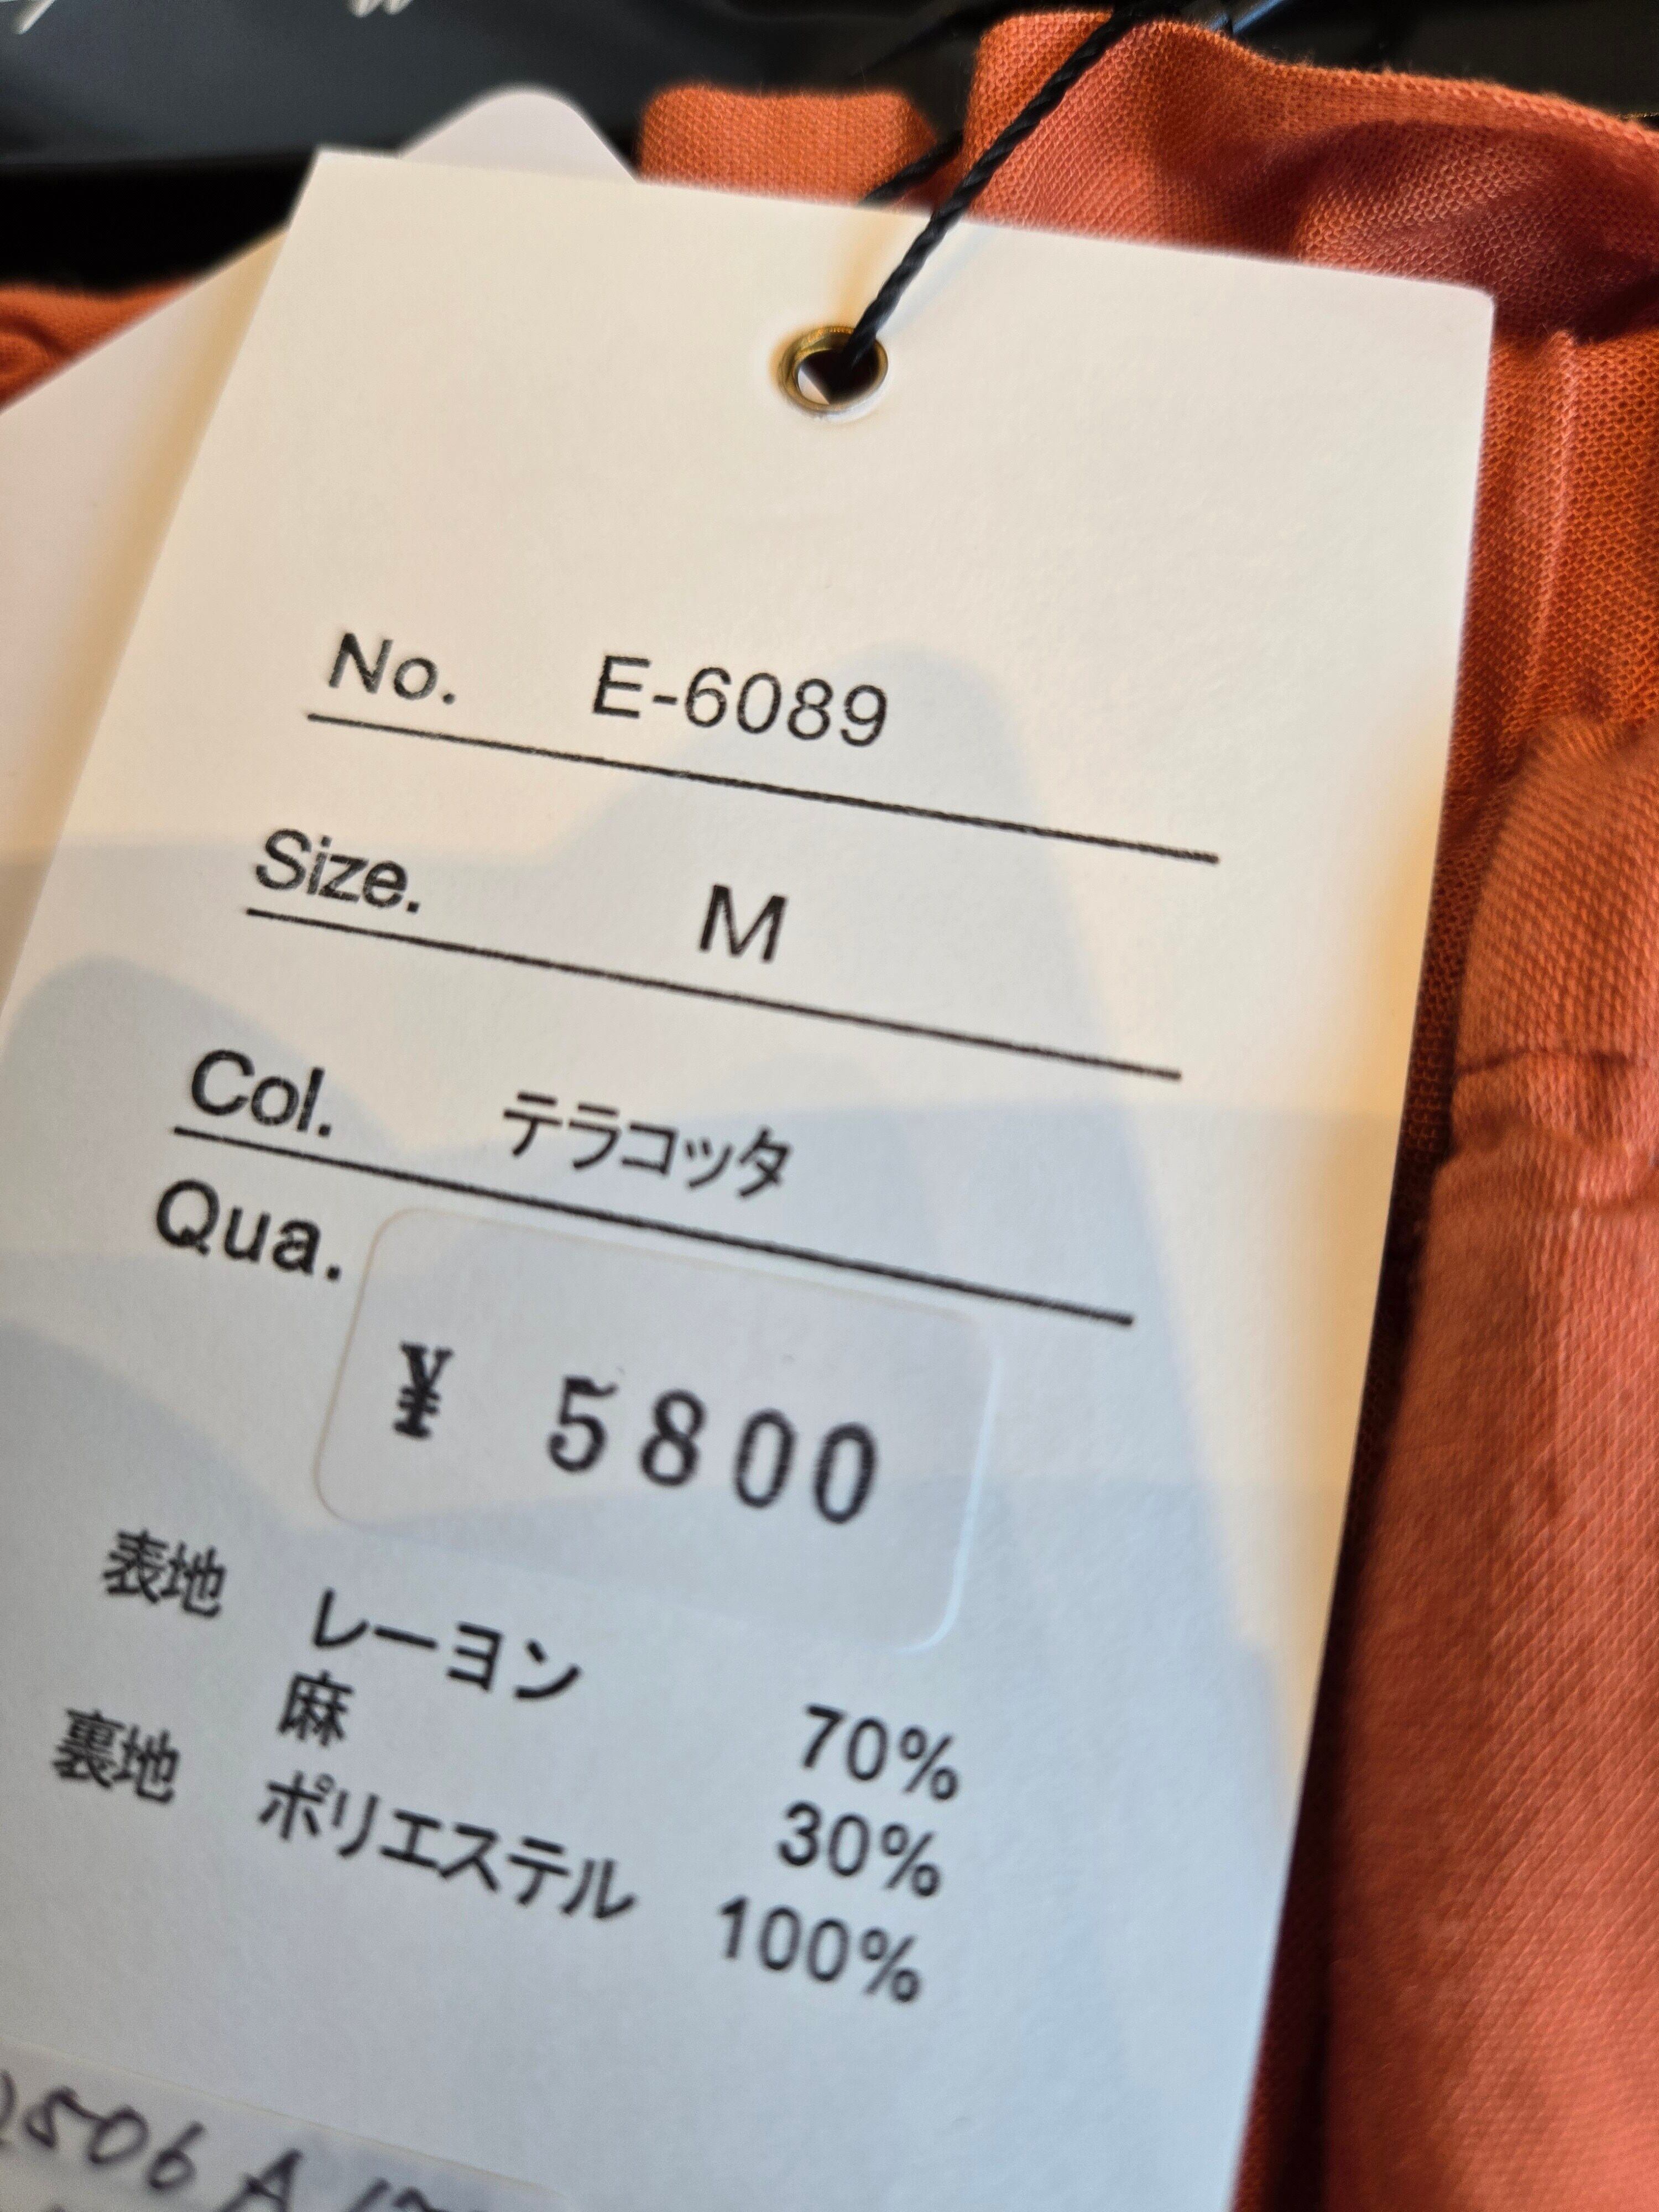 No. E-6089
Size. M
Col. テラコッタ
Qua.
¥ 5800
表地 レーヨン 70%
麻 30%
裏地 ポリエステル 100%
2506 A